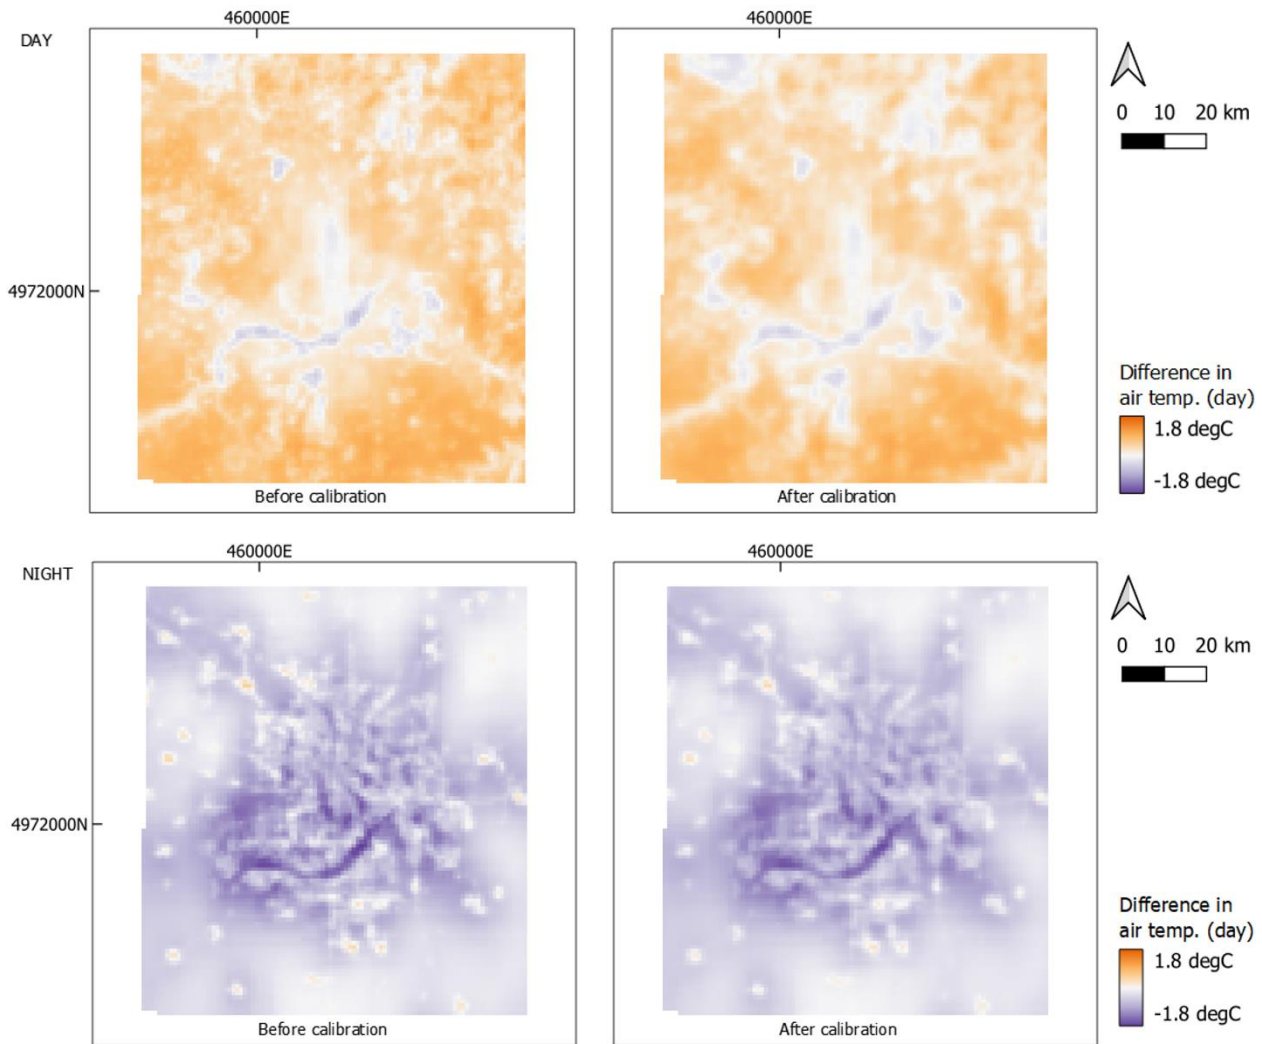 460000E
460000E
DAY
0 10 20 km
4972000N
Difference in
air temp. (day)
1.8 degC
-1.8 degC
Before calibration
After calibration
460000E
460000E
NIGHT
0 10 20 km
4972000N
Difference in
air temp. (day)
1.8 degC
-1.8 degC
Before calibration
After calibration